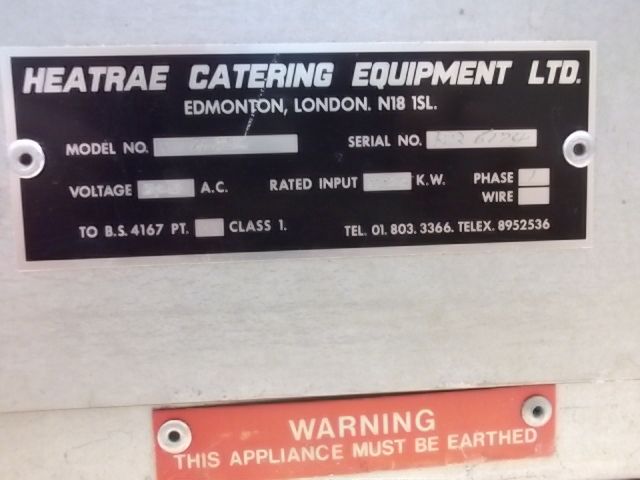 HEATRAE CATERING EQUIPMENT LTD.
EDMONTON, LONDON. N18 1SL.
MODEL NO. SERIAL NO.
VOLTAGE A.C. RATED INPUT K.W. PHASE 1
WIRE
TO B.S. 4167 PT. CLASS 1. TEL. 01. 803. 3366. TELEX. 8952536
WARNING
THIS APPLIANCE MUST BE EARTHED